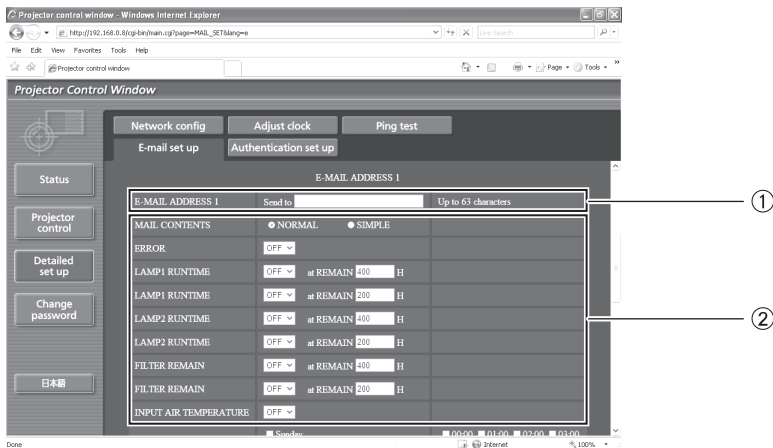 Projector control window - Windows Internet Explorer
http://192.168.0.8/cgi-bin/main.cgi?page=MAIL_SET&lang=e
Live Search
File Edit View Favorites Tools Help
Projector control window
Page Tools »
Projector Control Window
Network config Adjust clock Ping test
E-mail set up Authentication set up
Status
Projector control
Detailed set up
Change password
日本語
E-MAIL ADDRESS 1
E-MAIL ADDRESS 1 Send to Up to 63 characters
①
MAIL CONTENTS NORMAL SIMPLE
ERROR OFF
LAMP1 RUNTIME OFF at REMAIN 400 H
LAMP1 RUNTIME OFF at REMAIN 200 H
LAMP2 RUNTIME OFF at REMAIN 400 H
②
LAMP2 RUNTIME OFF at REMAIN 200 H
FILTER REMAIN OFF at REMAIN 400 H
FILTER REMAIN OFF at REMAIN 200 H
INPUT AIR TEMPERATURE OFF
Sunday 00:00 01:00 02:00 03:00
Done Internet 100%